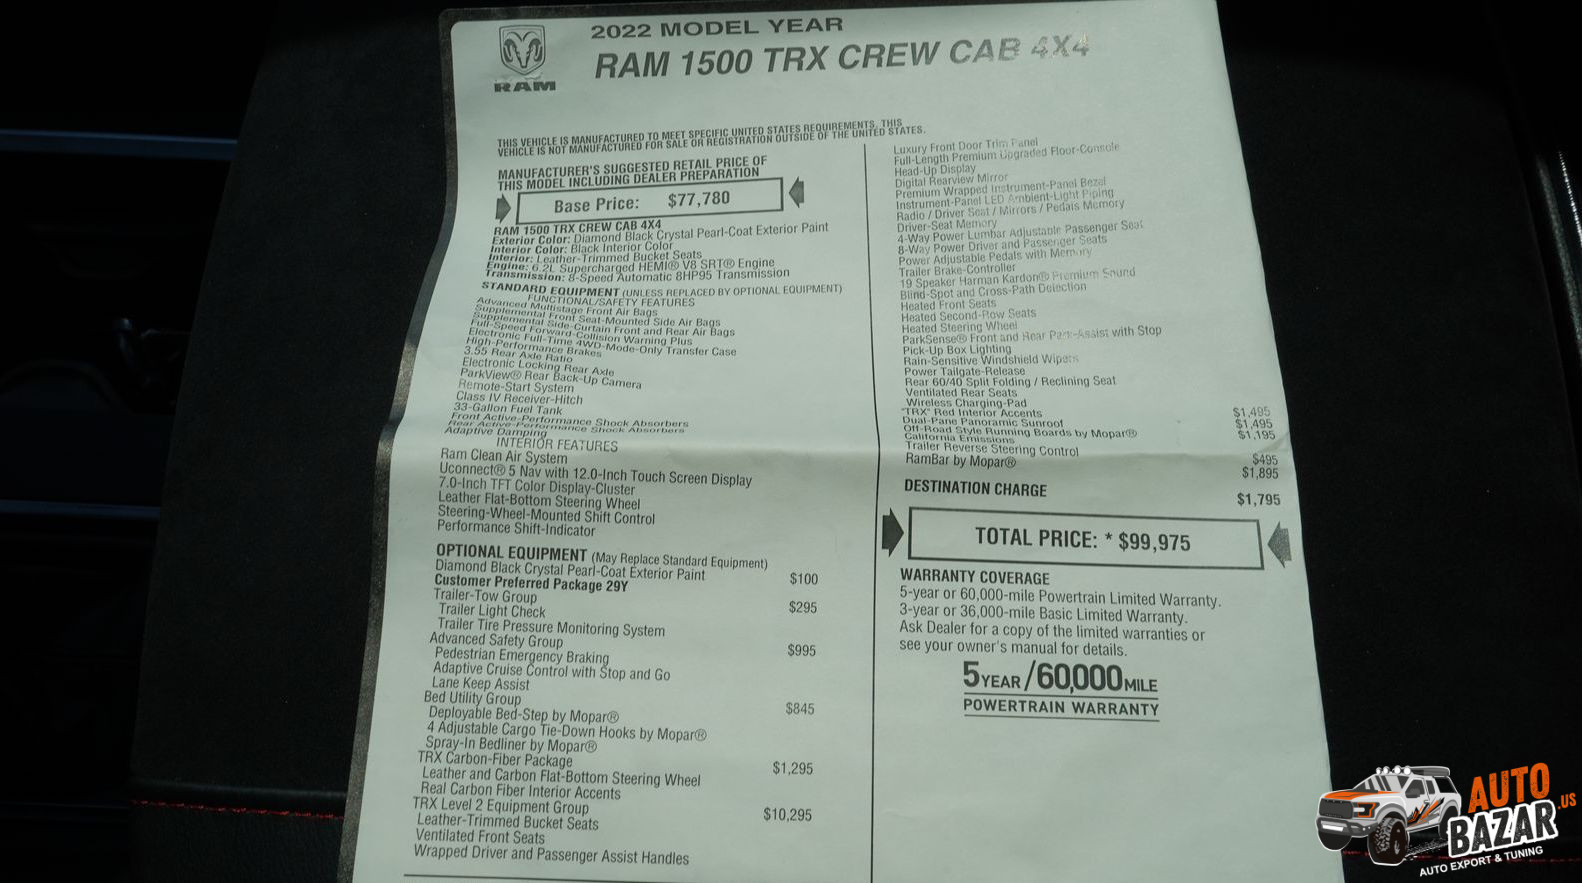 RAM
2022 MODEL YEAR
RAM 1500 TRX CREW CAB 4X4
THIS VEHICLE IS MANUFACTURED TO MEET SPECIFIC UNITED STATES REQUIREMENTS. THIS
VEHICLE IS NOT MANUFACTURED FOR SALE OR REGISTRATION OUTSIDE OF THE UNITED STATES.
MANUFACTURER'S SUGGESTED RETAIL PRICE OF
THIS MODEL INCLUDING DEALER PREPARATION
Base Price: $77,780
RAM 1500 TRX CREW CAB 4X4
Exterior Color: Diamond Black Crystal Pearl-Coat Exterior Paint
Interior Color: Black Interior Color
Interior: Leather-Trimmed Bucket Seats
Engine: 6.2L Supercharged HEMI® V8 SRT® Engine
Transmission: 8-Speed Automatic 8HP95 Transmission
STANDARD EQUIPMENT (UNLESS REPLACED BY OPTIONAL EQUIPMENT)
FUNCTIONAL/SAFETY FEATURES
Advanced Multistage Front Air Bags
Supplemental Front Seat-Mounted Side Air Bags
Supplemental Side-Curtain Front and Rear Air Bags
Full-Speed Forward-Collision Warning Plus
Electronic Full-Time 4WD-Mode-Only Transfer Case
High-Performance Brakes
3.55 Rear Axle Ratio
Electronic Locking Rear Axle
ParkView® Rear Back-Up Camera
Remote-Start System
Class IV Receiver-Hitch
33-Gallon Fuel Tank
Front Active-Performance Shock Absorbers
Rear Active-Performance Shock Absorbers
Adaptive Damping
INTERIOR FEATURES
Ram Clean Air System
Uconnect® 5 Nav with 12.0-Inch Touch Screen Display
7.0-Inch TFT Color Display-Cluster
Leather Flat-Bottom Steering Wheel
Steering-Wheel-Mounted Shift Control
Performance Shift-Indicator
OPTIONAL EQUIPMENT (May Replace Standard Equipment)
Diamond Black Crystal Pearl-Coat Exterior Paint $100
Customer Preferred Package 29Y
Trailer-Tow Group $295
Trailer Light Check
Trailer Tire Pressure Monitoring System
Advanced Safety Group $995
Pedestrian Emergency Braking
Adaptive Cruise Control with Stop and Go
Lane Keep Assist
Bed Utility Group $845
Deployable Bed-Step by Mopar®
4 Adjustable Cargo Tie-Down Hooks by Mopar®
Spray-In Bedliner by Mopar®
TRX Carbon-Fiber Package $1,295
Leather and Carbon Flat-Bottom Steering Wheel
Real Carbon Fiber Interior Accents
TRX Level 2 Equipment Group $10,295
Leather-Trimmed Bucket Seats
Ventilated Front Seats
Wrapped Driver and Passenger Assist Handles
Luxury Front Door Trim Panel
Full-Length Premium Upgraded Floor-Console
Head-Up Display
Digital Rearview Mirror
Premium Wrapped Instrument-Panel Bezel
Instrument-Panel LED Ambient-Light Piping
Radio / Driver Seat / Mirrors / Pedals Memory
Driver-Seat Memory
4-Way Power Lumbar Adjustable Passenger Seat
8-Way Power Driver and Passenger Seats
Power Adjustable Pedals with Memory
Trailer Brake-Controller
19 Speaker Harman Kardon® Premium Sound
Blind-Spot and Cross-Path Detection
Heated Front Seats
Heated Second-Row Seats
Heated Steering Wheel
ParkSense® Front and Rear Park-Assist with Stop
Pick-Up Box Lighting
Rain-Sensitive Windshield Wipers
Power Tailgate-Release
Rear 60/40 Split Folding / Reclining Seat
Ventilated Rear Seats
Wireless Charging-Pad
"TRX" Red Interior Accents $1,495
Dual-Pane Panoramic Sunroof $1,495
Off-Road Style Running Boards by Mopar® $1,195
California Emissions
Trailer Reverse Steering Control $495
RamBar by Mopar® $1,895
DESTINATION CHARGE $1,795
TOTAL PRICE: * $99,975
WARRANTY COVERAGE
5-year or 60,000-mile Powertrain Limited Warranty.
3-year or 36,000-mile Basic Limited Warranty.
Ask Dealer for a copy of the limited warranties or
see your owner's manual for details.
5 YEAR /60,000 MILE
POWERTRAIN WARRANTY
AUTO
BAZAR.US
AUTO EXPORT & TUNING